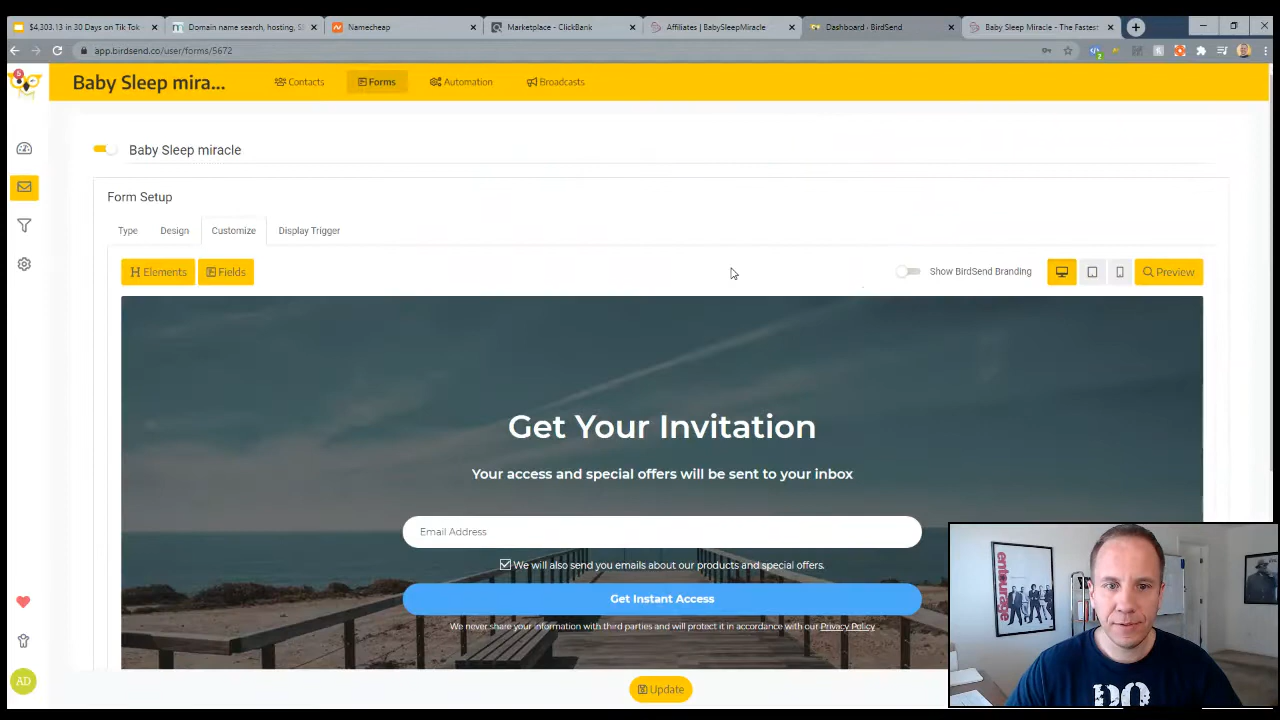 $4,303.13 in 30 Days on Tik Tok
Domain name search, hosting, S
Namecheap
Marketplace - ClickBank
Affiliates | BabySleepMiracle
Dashboard - BirdSend
Baby Sleep Miracle - The Fastest
app.birdsend.co/user/forms/5672
5
Baby Sleep mira...
Contacts
Forms
Automation
Broadcasts
Baby Sleep miracle
Form Setup
Type
Design
Customize
Display Trigger
Elements
Fields
Show BirdSend Branding
Preview
Get Your Invitation
Your access and special offers will be sent to your inbox
Email Address
We will also send you emails about our products and special offers.
Get Instant Access
We never share your information with third parties and will protect it in accordance with our Privacy Policy
Update
AD
entourage